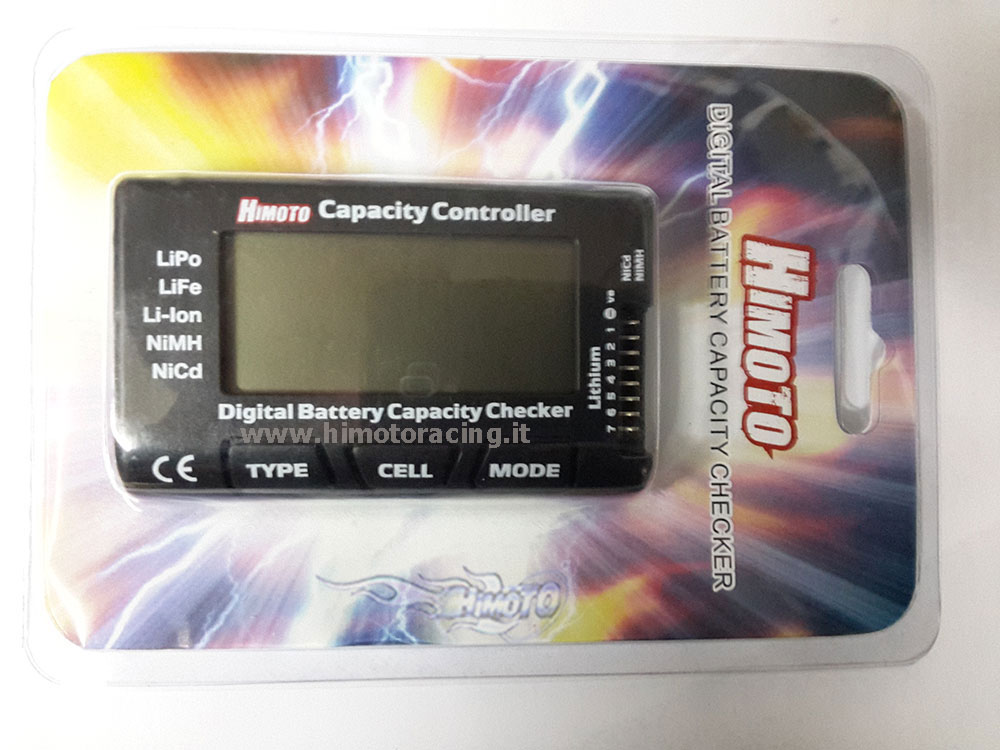 HIMOTO Capacity Controller
LiPo
LiFe
Li-Ion
NiMH
NiCd
NiCd
NiMH
7 6 5 4 3 2 1 VB
Lithium
Digital Battery Capacity Checker
www.himotoracing.it
CE TYPE CELL MODE
HIMOTO
DIGITAL BATTERY CAPACITY CHECKER
HIMOTO